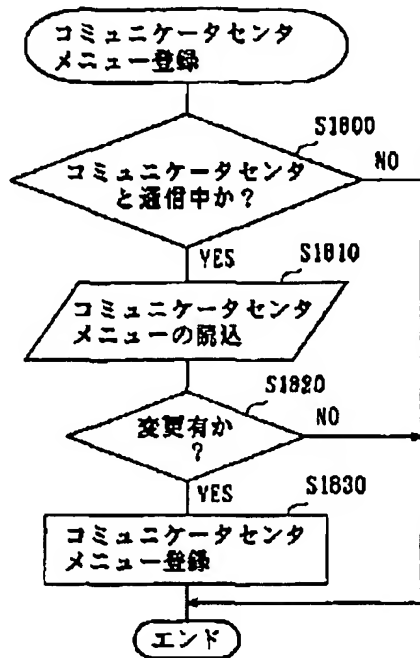 コミュニケータセンタ
メニュー登録
S1800
コミュニケータセンタ
と通信中か?
NO
YES
S1810
コミュニケータセンタ
メニューの読込
S1820
変更有か
?
NO
YES
S1830
コミュニケータセンタ
メニュー登録
エンド